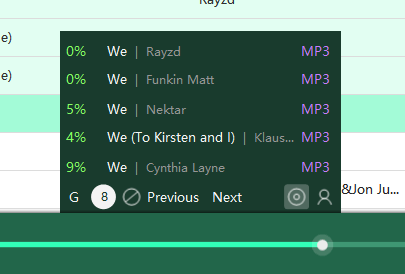 Rayzd
e)
0% We | Rayzd MP3
e)
0% We | Funkin Matt MP3
5% We | Nektar MP3
4% We (To Kirsten and I) | Klaus... MP3
9% We | Cynthia Layne MP3
&Jon Ju...
G 8 Previous Next